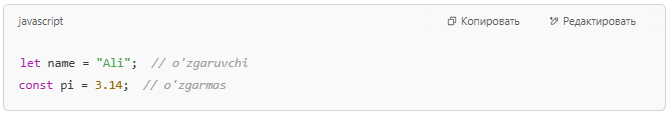 javascript Копировать Редактировать
let name = "Ali"; // o'zgaruvchi
const pi = 3.14; // o'zgarmas